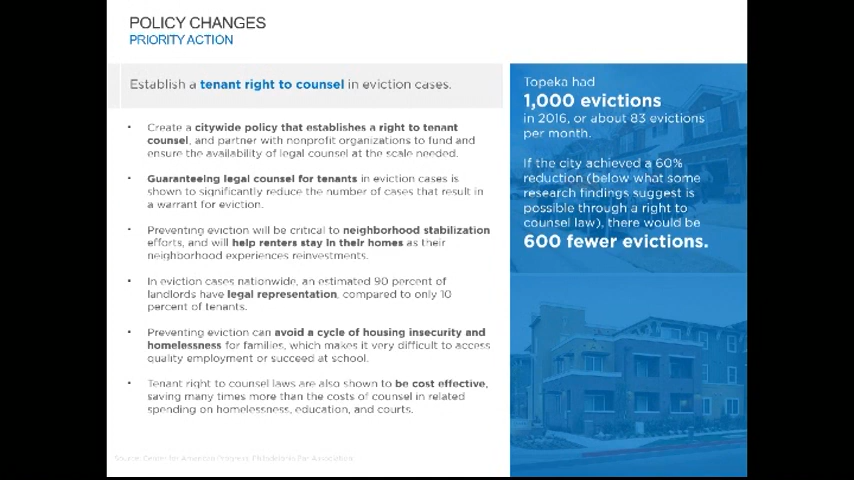 POLICY CHANGES
PRIORITY ACTION
Establish a tenant right to counsel in eviction cases.
• Create a citywide policy that establishes a right to tenant
counsel, and partner with nonprofit organizations to fund and
ensure the availability of legal counsel at the scale needed.
• Guaranteeing legal counsel for tenants in eviction cases is
shown to significantly reduce the number of cases that result in
a warrant for eviction.
• Preventing eviction will be critical to neighborhood stabilization
efforts, and will help renters stay in their homes as their
neighborhood experiences reinvestments.
• In eviction cases nationwide, an estimated 90 percent of
landlords have legal representation, compared to only 10
percent of tenants.
• Preventing eviction can avoid a cycle of housing insecurity and
homelessness for families, which makes it very difficult to access
quality employment or succeed at school.
• Tenant right to counsel laws are also shown to be cost effective,
saving many times more than the costs of counsel in related
spending on homelessness, education, and courts.
Source: Center for American Progress, Philadelphia Bar Association
Topeka had
1,000 evictions
in 2016, or about 83 evictions
per month.
If the city achieved a 60%
reduction (below what some
research findings suggest is
possible through a right to
counsel law), there would be
600 fewer evictions.